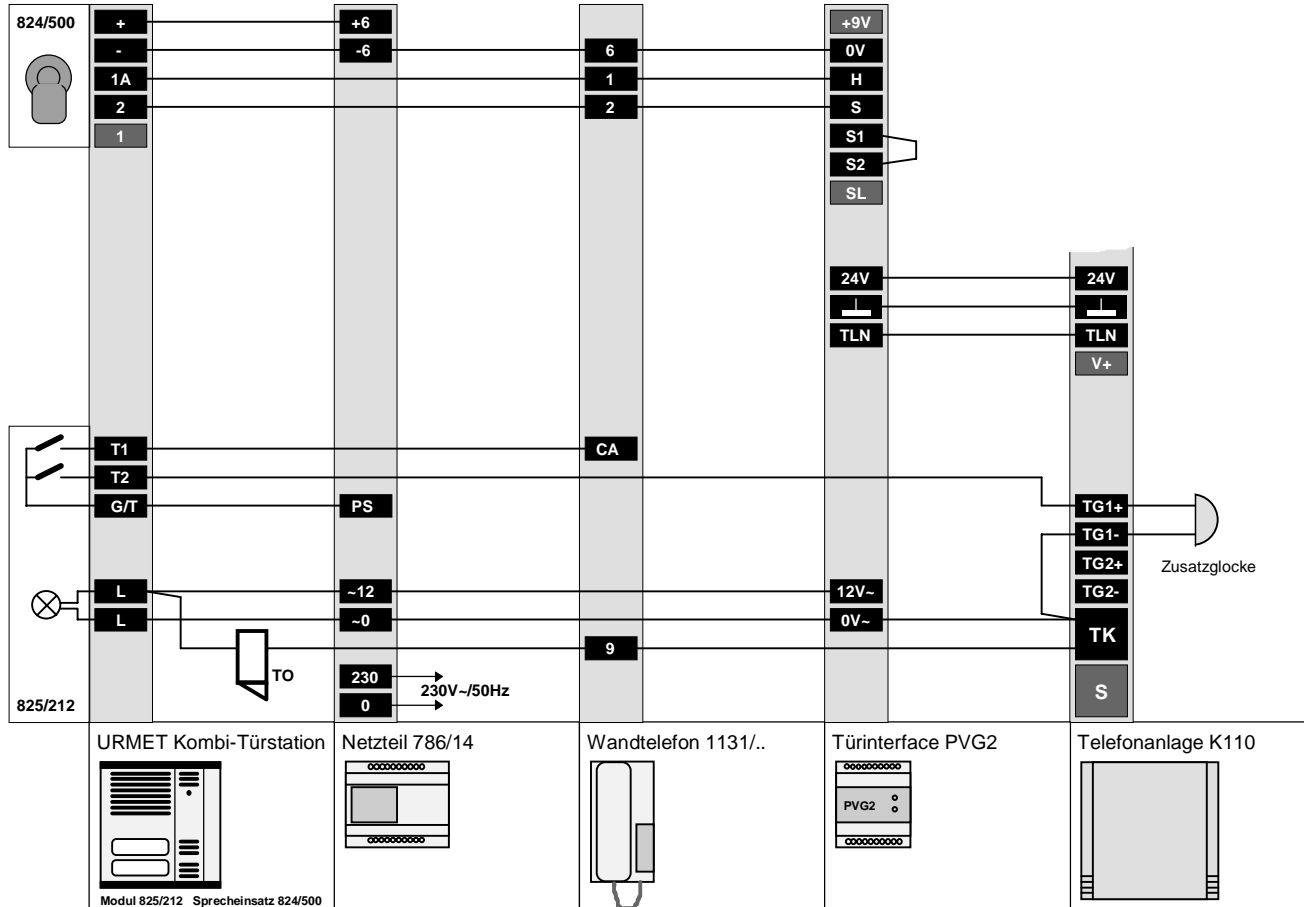 824/500 + +6 +9V
- -6 6 0V
1A 1 H
2 2 S
1 S1
S2
SL
24V 24V
TLN TLN
V+
T1 CA
T2
G/T PS TG1+
TG1-
TG2+ Zusatzglocke
L ~12 12V~ TG2-
L ~0 0V~
TK
9
TO
230 230V~/50Hz
S
825/212 0
URMET Kombi-Türstation Netzteil 786/14 Wandtelefon 1131/.. Türinterface PVG2 Telefonanlage K110
PVG2
Modul 825/212 Sprecheinsatz 824/500